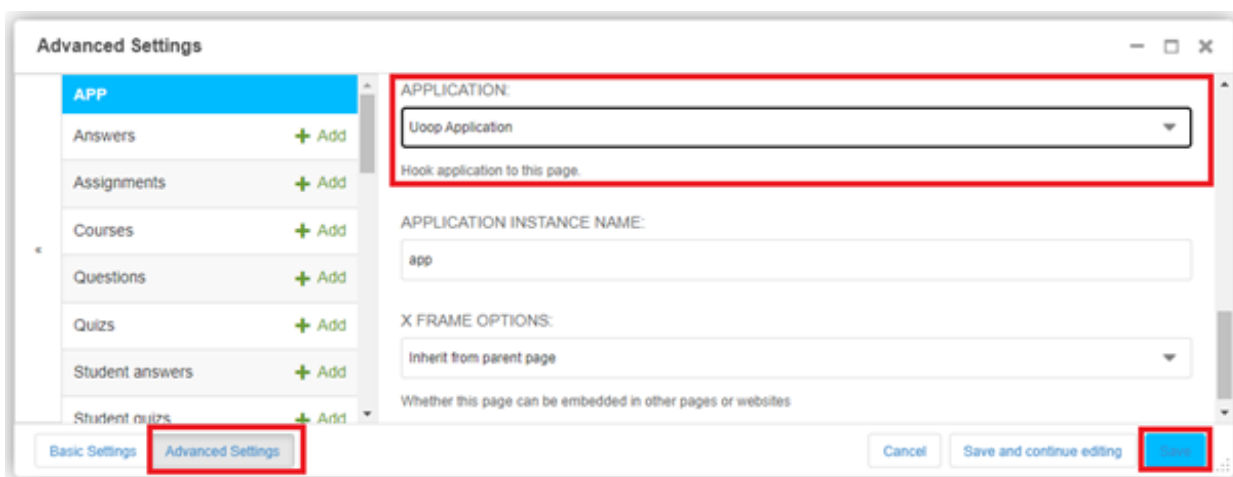 Advanced Settings
APP
Answers + Add
Assignments + Add
Courses + Add
Questions + Add
Quizs + Add
Student answers + Add
Student quizs + Add
«
APPLICATION:
Uoop Application
Hook application to this page.
APPLICATION INSTANCE NAME:
app
X FRAME OPTIONS:
Inherit from parent page
Whether this page can be embedded in other pages or websites
Basic Settings Advanced Settings Cancel Save and continue editing Save